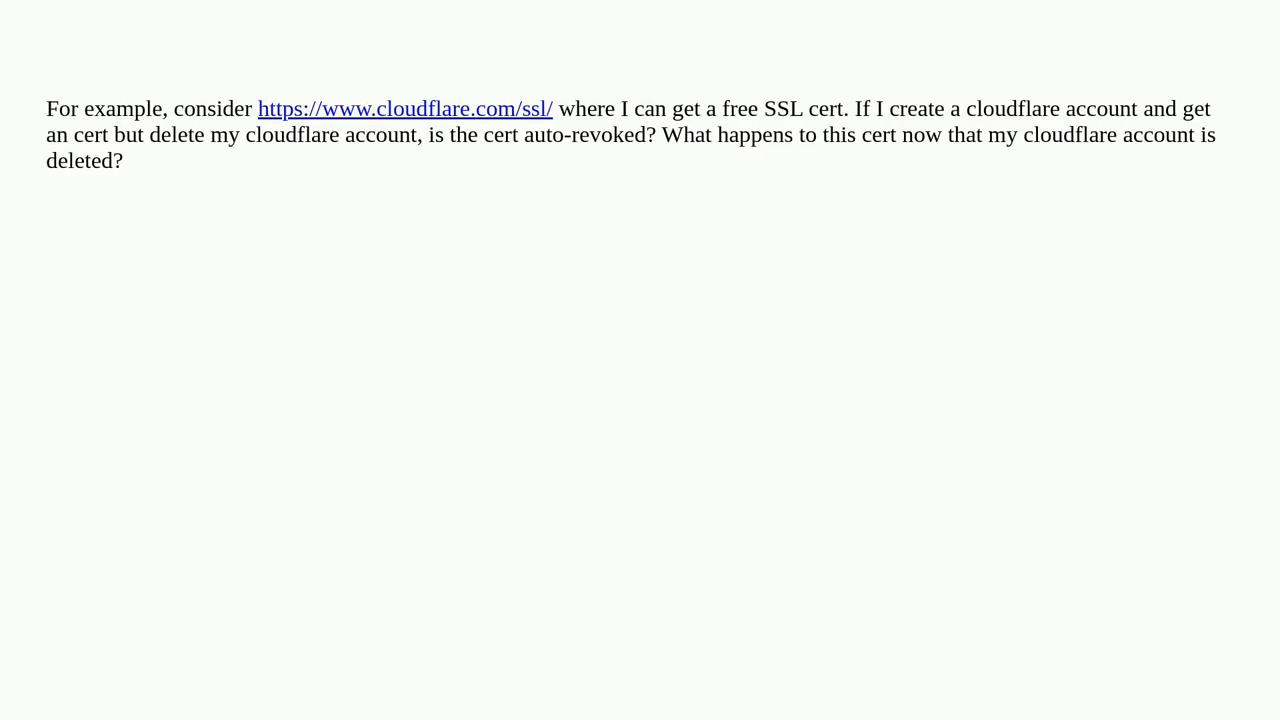 For example, consider https://www.cloudflare.com/ssl/ where I can get a free SSL cert. If I create a cloudflare account and get
an cert but delete my cloudflare account, is the cert auto-revoked? What happens to this cert now that my cloudflare account is
deleted?